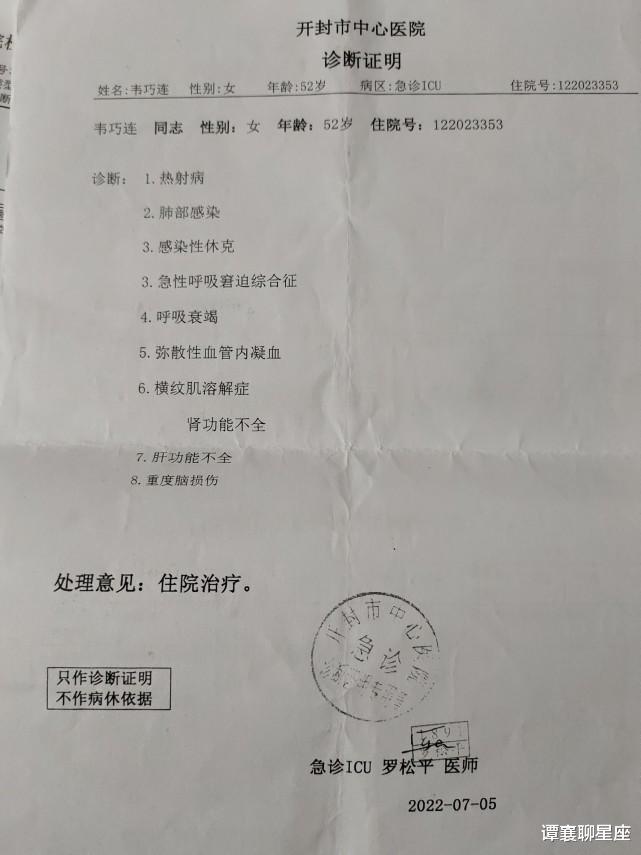 开封市中心医院
诊断证明
姓名:韦巧连 性别:女 年龄:52岁 病区:急诊ICU 住院号:122023353
韦巧连 同志 性别: 女 年龄: 52岁 住院号: 122023353
诊断: 1.热射病
2.肺部感染
3.感染性休克
3.急性呼吸窘迫综合征
4.呼吸衰竭
5.弥散性血管内凝血
6.横纹肌溶解症
肾功能不全
7.肝功能不全
8.重度脑损伤
处理意见: 住院治疗。
开封市中心医院
急诊
只作诊断证明
不作病休依据
急诊ICU 罗松平 医师
2022-07-05
谭襄聊星座